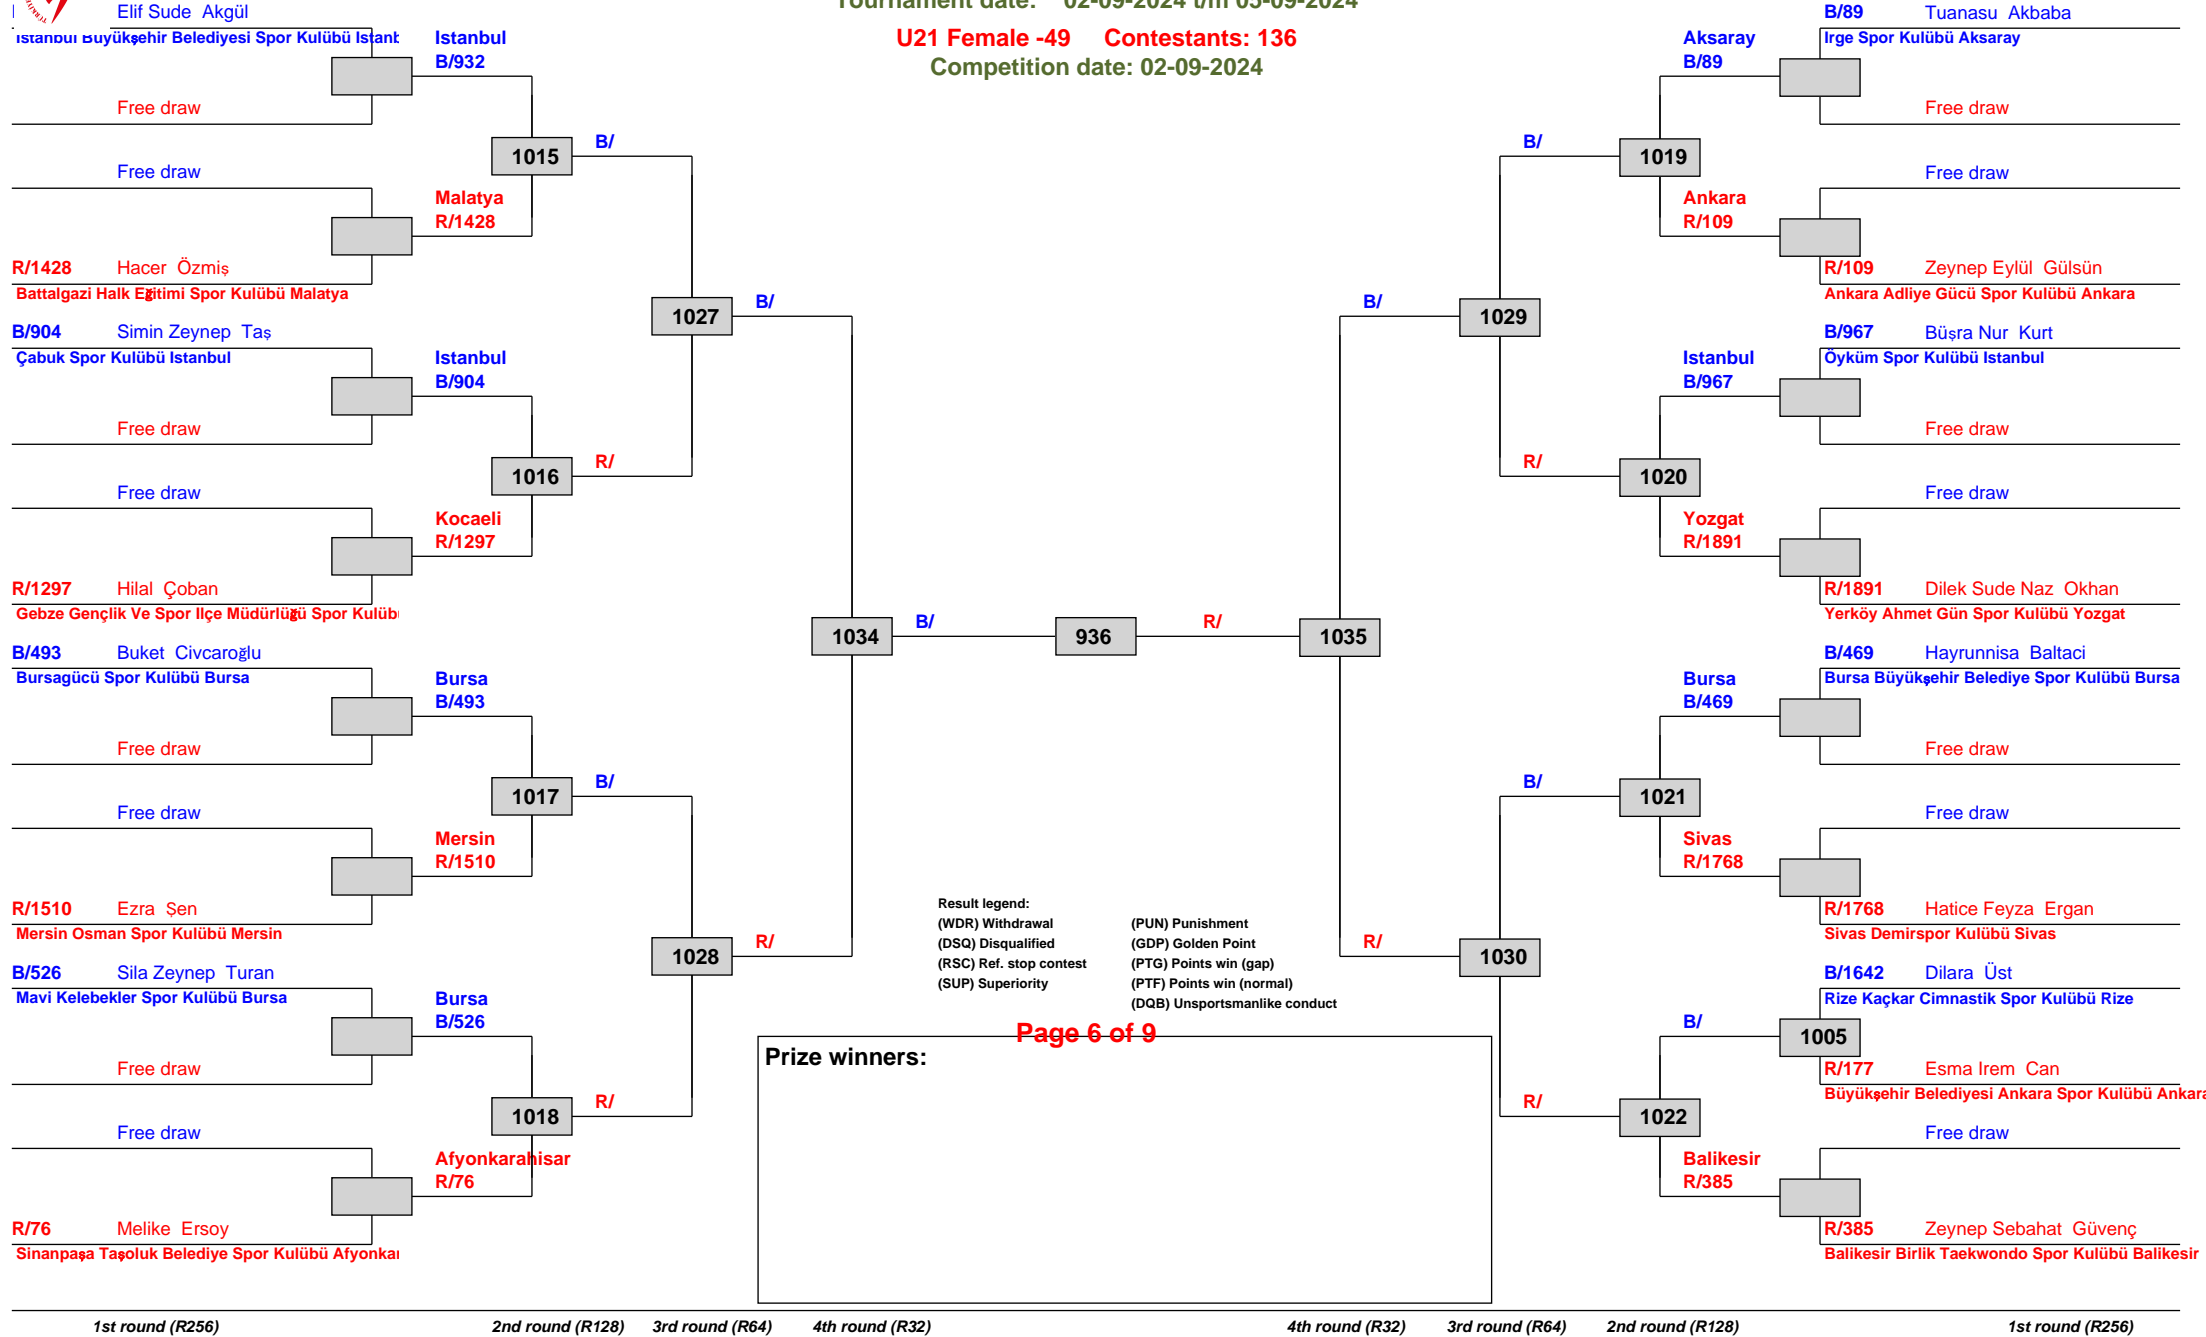 Tournament date: 02-09-2024 t/m 05-09-2024
U21 Female -49 Contestants: 136
Competition date: 02-09-2024
Elif Sude Akgül
Istanbul Büyükşehir Belediyesi Spor Kulübü
Free draw
Free draw
R/1428 Hacer Özmiş
Battalgazi Halk Eğitimi Spor Kulübü Malatya
B/904 Simin Zeynep Taş
Çabuk Spor Kulübü Istanbul
Free draw
Free draw
R/1297 Hilal Çoban
Gebze Gençlik Ve Spor Ilçe Müdürlüğü Spor
B/493 Buket Civcaroğlu
Bursagücü Spor Kulübü Bursa
Free draw
Free draw
R/1510 Ezra Şen
Mersin Osman Spor Kulübü Mersin
B/526 Sila Zeynep Turan
Mavi Kelebekler Spor Kulübü Bursa
Free draw
Free draw
R/76 Melike Ersoy
Sinanpaşa Taşoluk Belediye Spor Kulübü
Istanbul
B/932
Malatya
R/1428
Istanbul
B/904
Kocaeli
R/1297
Bursa
B/493
Mersin
R/1510
Bursa
B/526
Afyonkarahisar
R/76
1015
1016
1017
1018
B/
R/
B/
R/
1027
1028
B/
R/
1034
B/
936
R/
1035
B/
R/
1029
1030
B/
R/
B/
R/
1019
1020
1021
1022
Aksaray
B/89
Ankara
R/109
Istanbul
B/967
Yozgat
R/1891
Bursa
B/469
Sivas
R/1768
B/
1005
Balikesir
R/385
B/89 Tuanasu Akbaba
Irge Spor Kulübü Aksaray
Free draw
Free draw
R/109 Zeynep Eylül Gülsün
Ankara Adliye Gücü Spor Kulübü Ankara
B/967 Büşra Nur Kurt
Öyküm Spor Kulübü Istanbul
Free draw
Free draw
R/1891 Dilek Sude Naz Okhan
Yerköy Ahmet Gün Spor Kulübü Yozgat
B/469 Hayrunnisa Baltaci
Bursa Büyükşehir Belediye Spor Kulübü Bursa
Free draw
Free draw
R/1768 Hatice Feyza Ergan
Sivas Demirspor Kulübü Sivas
B/1642 Dilara Üst
Rize Kaçkar Cimnastik Spor Kulübü Rize
R/177 Esma Irem Can
Büyükşehir Belediyesi Ankara Spor Kulübü Ankara
Free draw
R/385 Zeynep Sebahat Güvenç
Balikesir Birlik Taekwondo Spor Kulübü Balikesir
Result legend:
(WDR) Withdrawal (PUN) Punishment
(DSQ) Disqualified (GDP) Golden Point
(RSC) Ref. stop contest (PTG) Points win (gap)
(SUP) Superiority (PTF) Points win (normal)
(DQB) Unsportsmanlike conduct
Page 6 of 9
Prize winners:
1st round (R256) 2nd round (R128) 3rd round (R64) 4th round (R32) 4th round (R32) 3rd round (R64) 2nd round (R128) 1st round (R256)